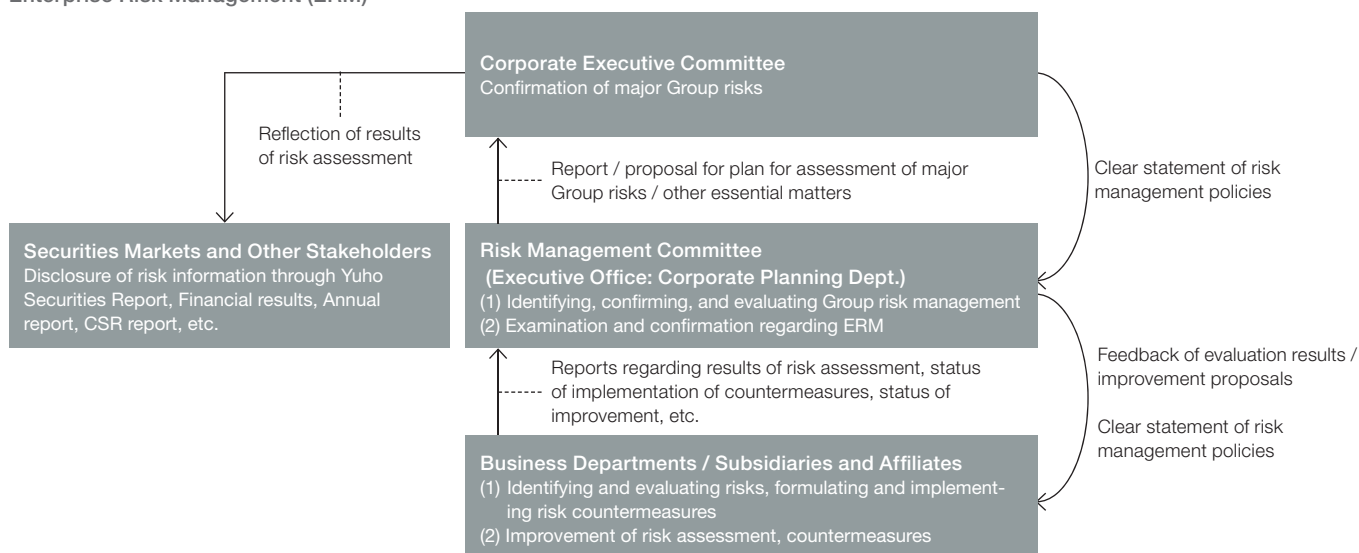 Enterprise Risk Management (ERM)
Corporate Executive Committee
Confirmation of major Group risks
Reflection of results
of risk assessment
Report / proposal for plan for assessment of major
Group risks / other essential matters
Clear statement of risk
management policies
Securities Markets and Other Stakeholders
Disclosure of risk information through Yuho
Securities Report, Financial results, Annual
report, CSR report, etc.
Risk Management Committee
(Executive Office: Corporate Planning Dept.)
(1) Identifying, confirming, and evaluating Group risk management
(2) Examination and confirmation regarding ERM
Reports regarding results of risk assessment, status
of implementation of countermeasures, status of
improvement, etc.
Feedback of evaluation results /
improvement proposals
Clear statement of risk
management policies
Business Departments / Subsidiaries and Affiliates
(1) Identifying and evaluating risks, formulating and implement-
ing risk countermeasures
(2) Improvement of risk assessment, countermeasures